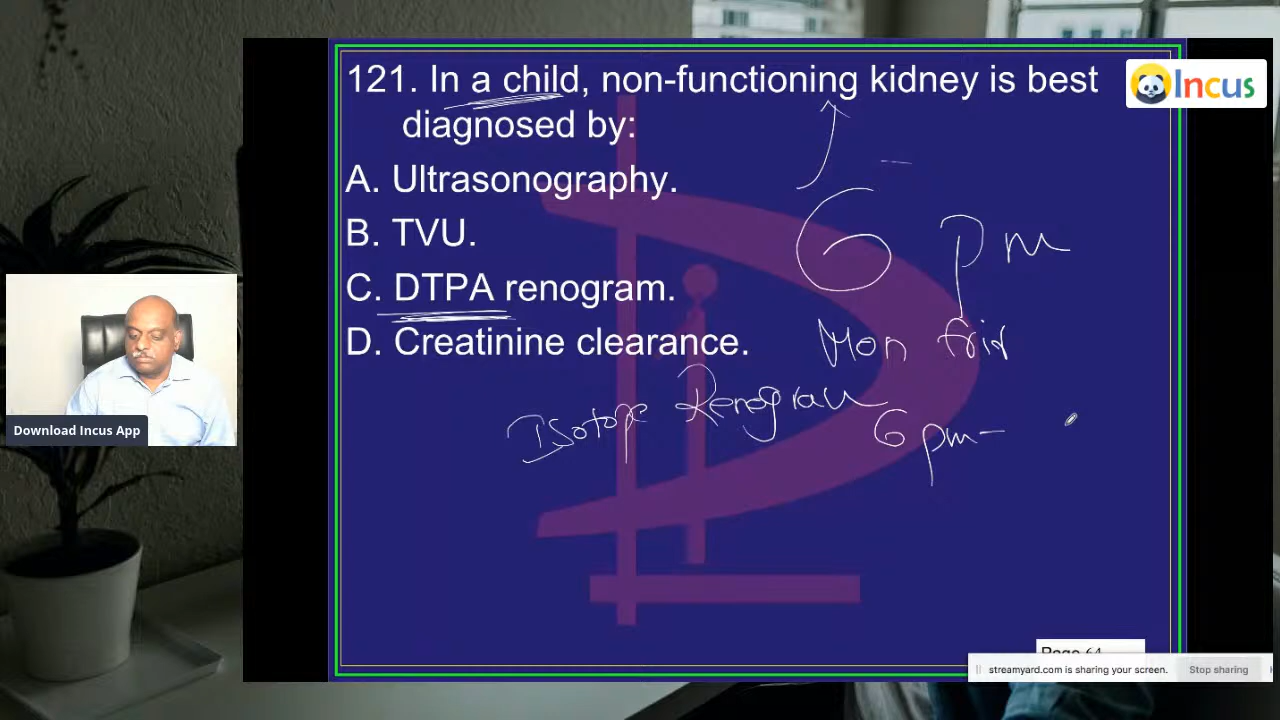 121. In a child, non-functioning kidney is best
diagnosed by:
A. Ultrasonography.
B. TVU.
C. DTPA renogram.
D. Creatinine clearance.
6 pm
Mon
Isotope Renogram
6 pm-
Incus
Download Incus App
streamyard.com is sharing your screen.
Stop sharing